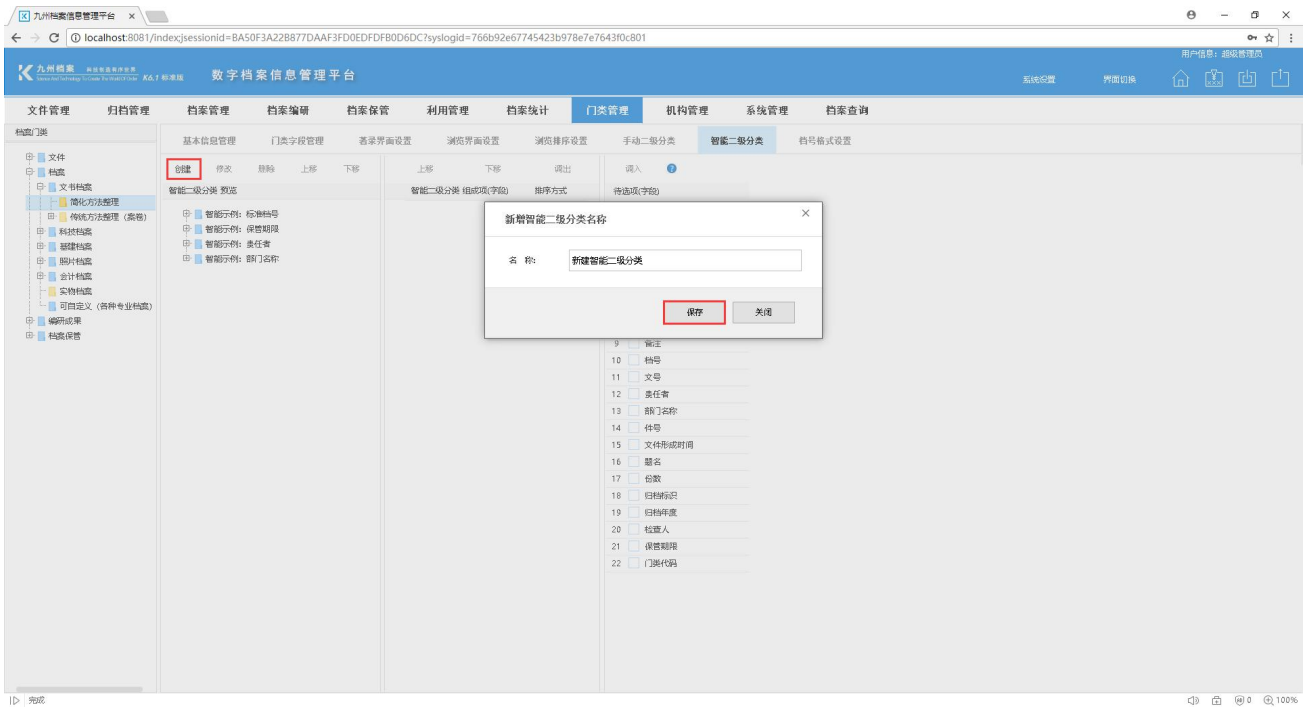 九州档案信息管理平台 ×
localhost:8081/index;jsessionid=BA50F3A22B877DAAF3FD0EDFDFB0D6DC?syslogid=766b92e67745423b978e7e7643f0c801
用户信息: 超级管理员
九州档案 科技智造有序世界 K6.1 标准版 数字档案信息管理平台 系统设置 界面切换
文件管理 归档管理 档案管理 档案编研 档案保管 利用管理 档案统计 门类管理 机构管理 系统管理 档案查询
档案门类
基本信息管理 门类字段管理 著录界面设置 浏览界面设置 浏览排序设置 手动二级分类 智能二级分类 档号格式设置
创建 修改 删除 上移 下移 上移 下移 调出 调入
智能二级分类 预览 智能二级分类 组成项(字段) 排序方式 待选项(字段)
文件
档案
文书档案
简化方法整理
传统方法整理 (案卷)
科技档案
基建档案
照片档案
会计档案
实物档案
可自定义 (各种专业档案)
编研成果
档案保管
智能示例: 标准档号
智能示例: 保管期限
智能示例: 责任者
智能示例: 部门名称
新增智能二级分类名称 ×
名 称: 新建智能二级分类
保存 关闭
9 备注
10 档号
11 文号
12 责任者
13 部门名称
14 件号
15 文件形成时间
16 题名
17 份数
18 归档标识
19 归档年度
20 检查人
21 保管期限
22 门类代码
完成 0 100%